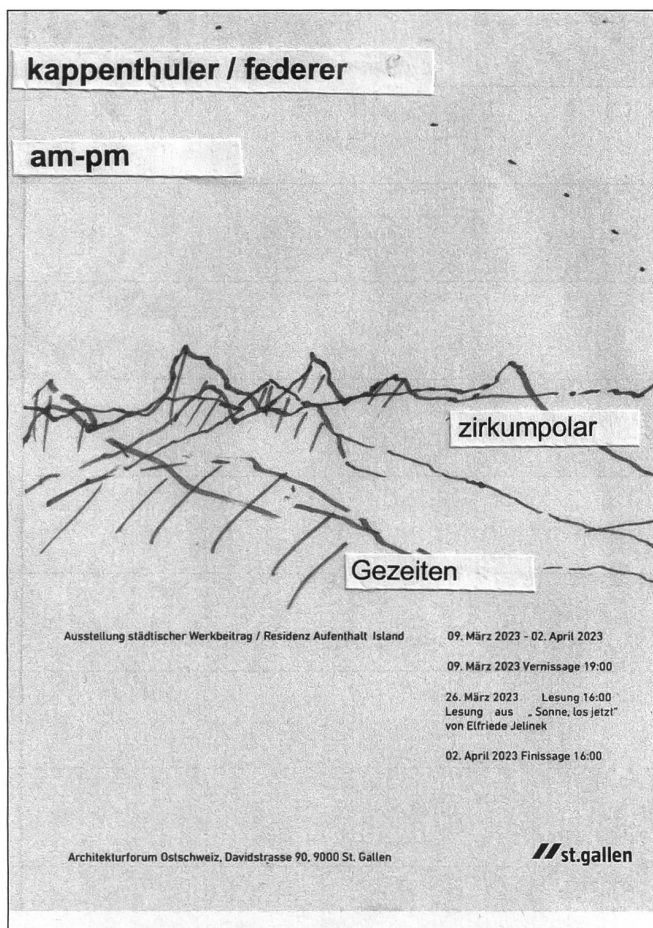 kappenthuler / federer
am-pm
zirkumpolar
Gezeiten
Ausstellung städtischer Werkbeitrag / Residenz Aufenthalt Island
09. März 2023 - 02. April 2023
09. März 2023 Vernissage 19:00
26. März 2023 Lesung 16:00
Lesung aus „Sonne, los jetzt"
von Elfriede Jelinek
02. April 2023 Finissage 16:00
Architekturforum Ostschweiz, Davidstrasse 90, 9000 St. Gallen
st.gallen